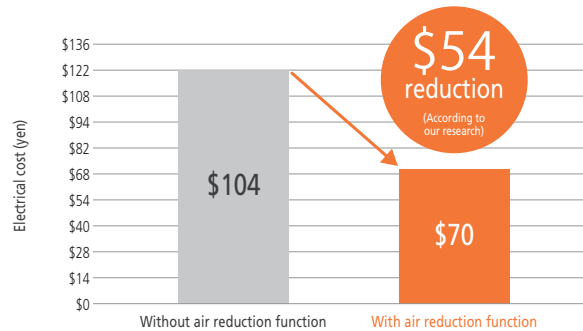 $54
reduction
(According to
our research)
Electrical cost (yen)
$136
$122
$108
$94
$82
$68
$54
$40
$28
$14
$0
$104
$70
Without air reduction function
With air reduction function